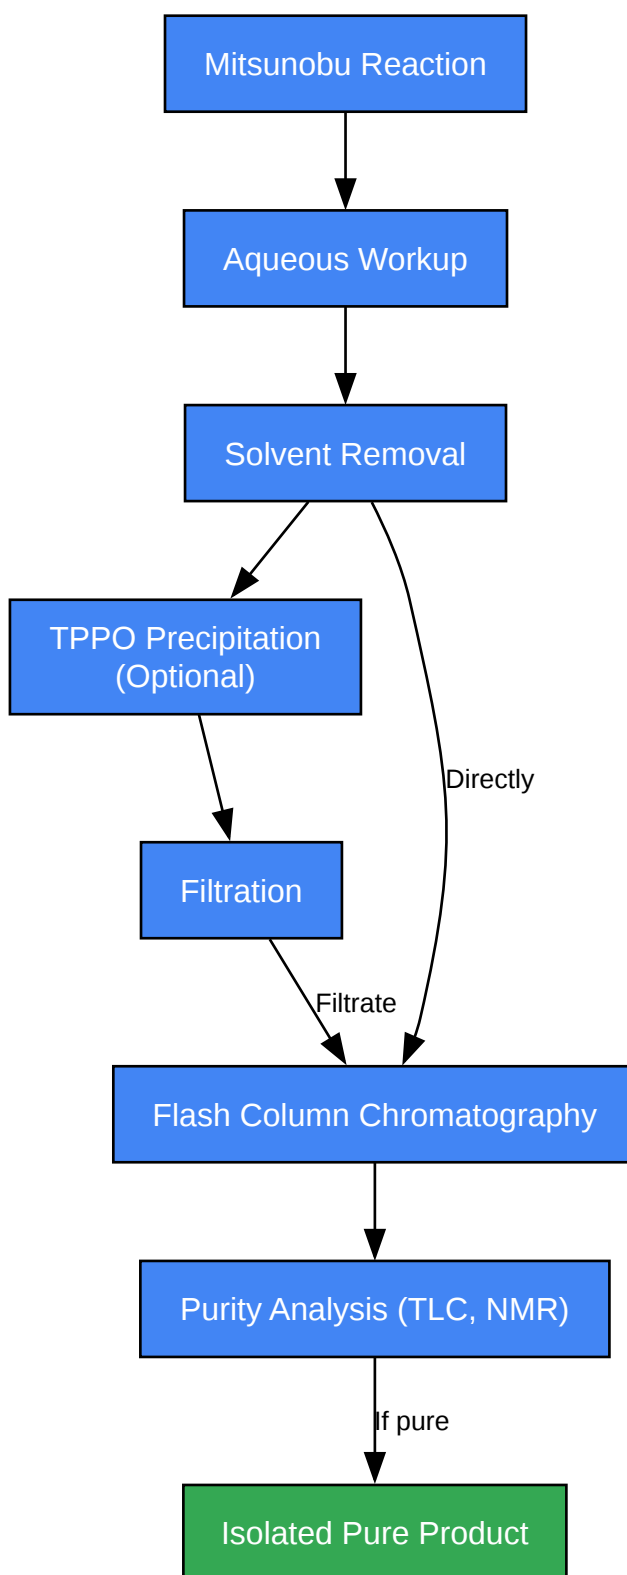 Mitsunobu Reaction
Aqueous Workup
Solvent Removal
TPPO Precipitation
(Optional)
Directly
Filtration
Filtrate
Flash Column Chromatography
Purity Analysis (TLC, NMR)
If pure
Isolated Pure Product